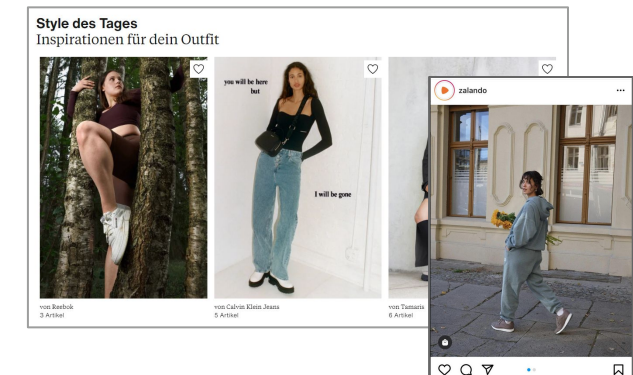 Style des Tages
Inspirationen für dein Outfit
you will be here
but
I will be gone
von Reebok
3 Artikel
von Calvin Klein Jeans
5 Artikel
von Tamaris
6 Artikel
zalando